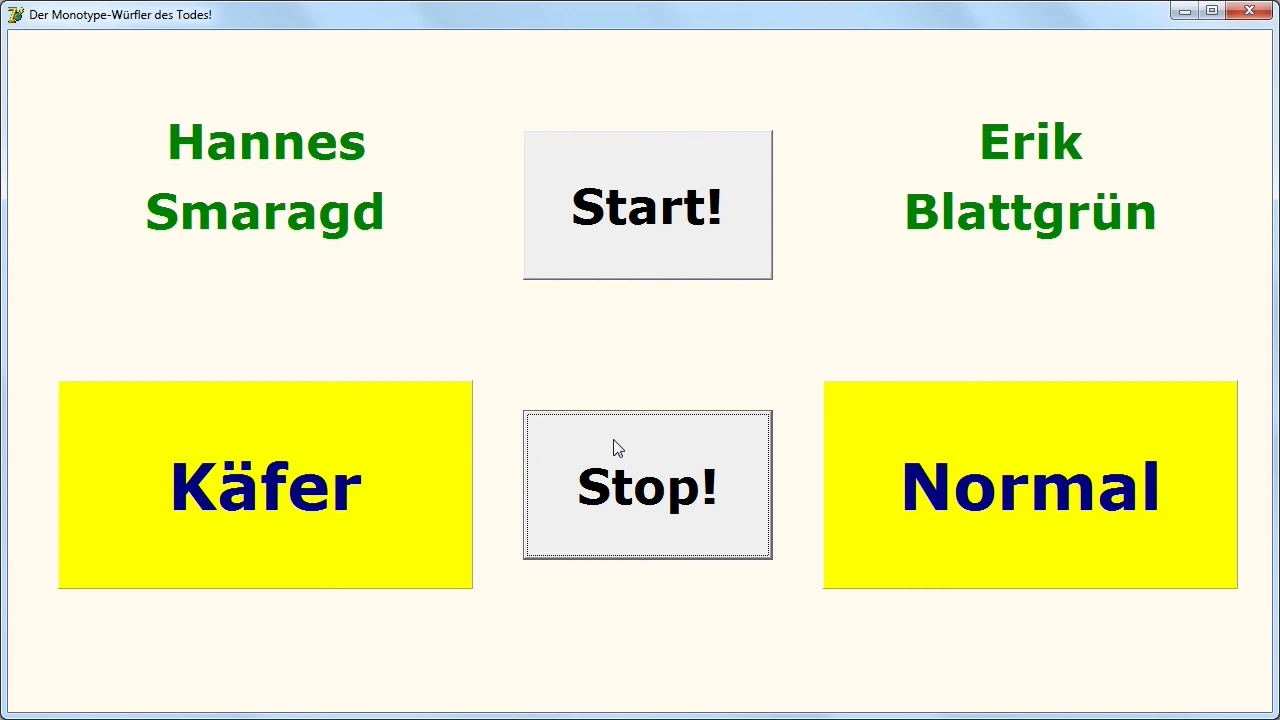 Der Monotype-Würfler des Todes!
Hannes
Smaragd
Start!
Erik
Blattgrün
Käfer
Stop!
Normal